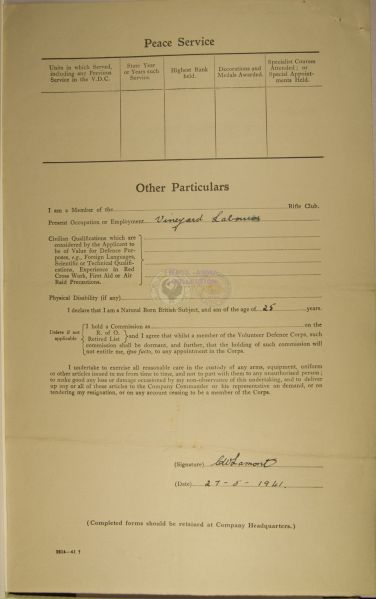 Peace Service
Units in which Served, including any Previous Service in the V.D.C.
State Year or Years such Service.
Highest Rank held.
Decorations and Medals Awarded.
Specialist Courses Attended; or Special Appointments Held.
Other Particulars
I am a Member of the Rifle Club.
Present Occupation or Employment Vineyard Labourer
Civilian Qualifications which are
considered by the Applicant to
be of Value for Defence Pur-
poses, e.g., Foreign Languages,
Scientific or Technical Qualifi-
cations, Experience in Red
Cross Work, First Aid or Air
Raid Precautions.
Physical Disability (if any)
I declare that I am a Natural Born British Subject, and am of the age of 25 years.
Delete if not applicable
I hold a Commission as on the
R. of O. Retired List } and I agree that whilst a member of the Volunteer Defence Corps, such
commission shall be dormant, and further, that the holding of such commission will
not entitle me, ipso facto, to any appointment in the Corps.
I undertake to exercise all reasonable care in the custody of any arms, equipment, uniform
or other articles issued to me from time to time, and not to part with them to any unauthorised person;
to make good any loss or damage occasioned by my non-observance of this undertaking, and to deliver
up any or all of these articles to the Company Commander or his representative on demand, or on
tendering my resignation, or on any account ceasing to be a member of the Corps.
(Signature) Lamont
(Date) 27-5-1941.
(Completed forms should be retained at Company Headquarters.)